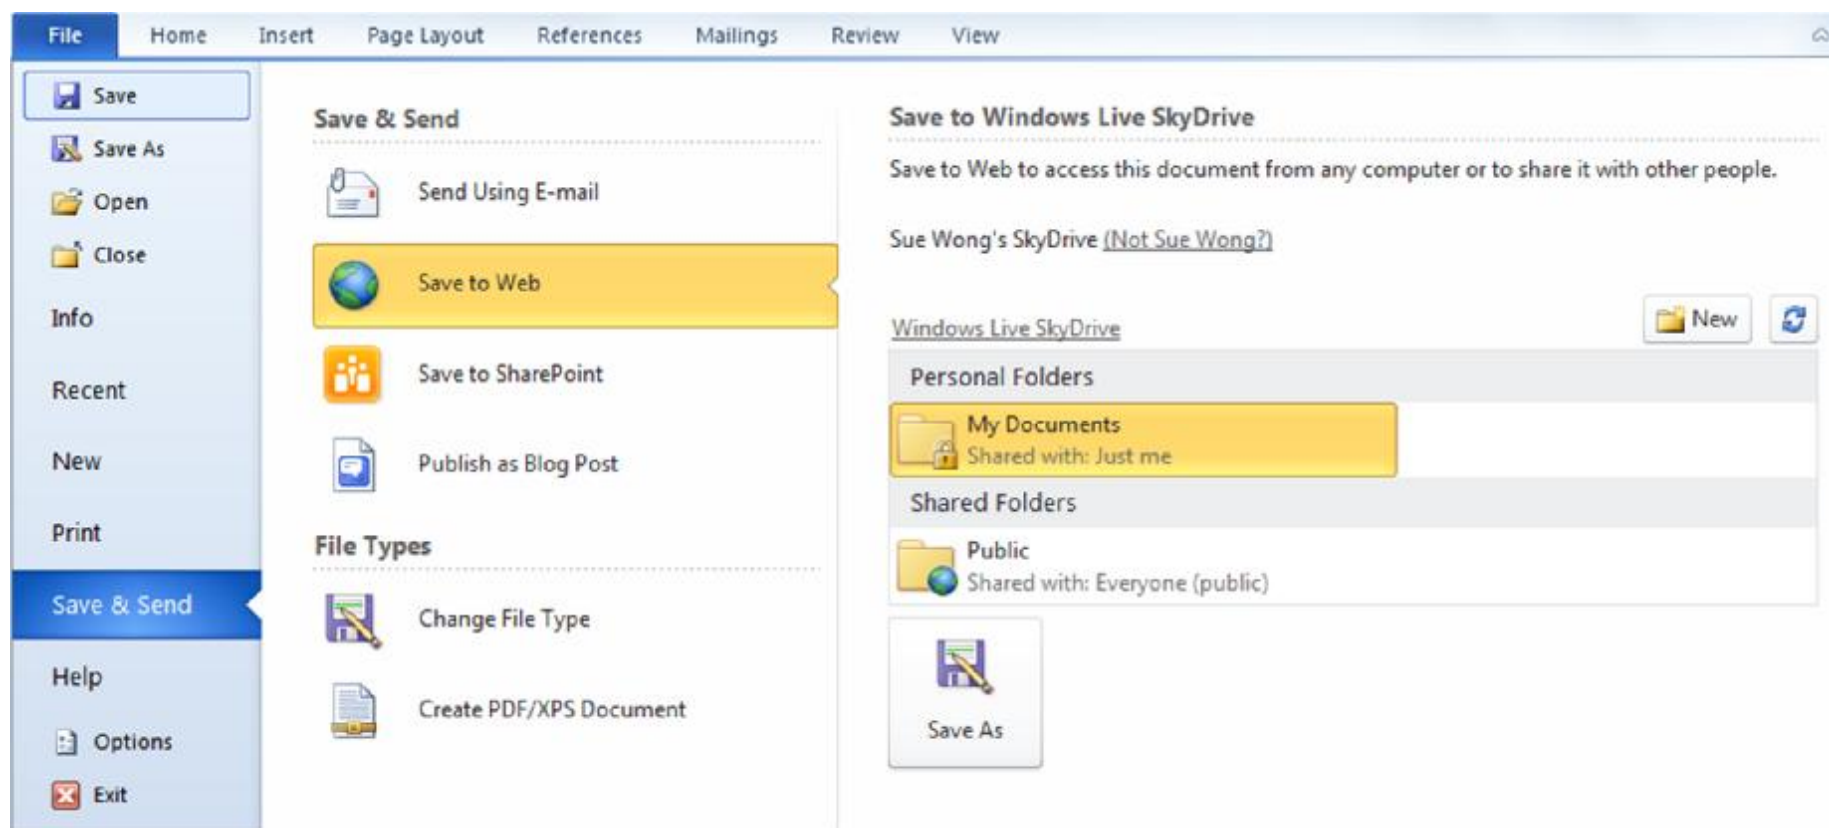 File Home Insert Page Layout References Mailings Review View
Save
Save As
Open
Close
Info
Recent
New
Print
Save & Send
Help
Options
Exit
Save & Send
Send Using E-mail
Save to Web
Save to SharePoint
Publish as Blog Post
File Types
Change File Type
Create PDF/XPS Document
Save to Windows Live SkyDrive
Save to Web to access this document from any computer or to share it with other people.
Sue Wong's SkyDrive (Not Sue Wong?)
Windows Live SkyDrive New
Personal Folders
My Documents
Shared with: Just me
Shared Folders
Public
Shared with: Everyone (public)
Save As